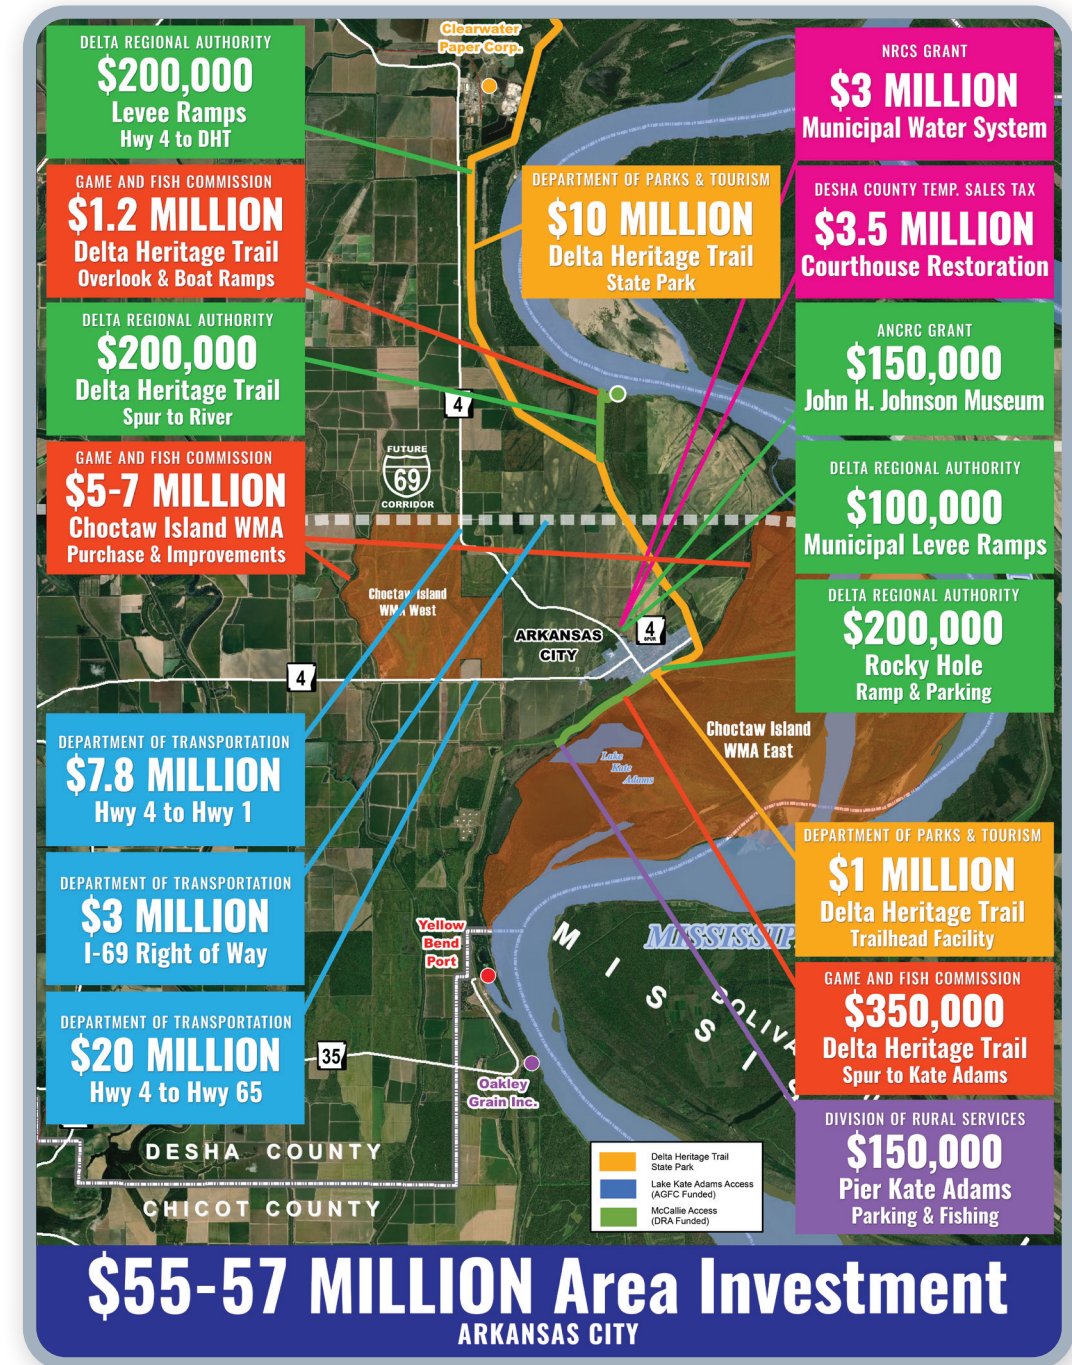 DELTA REGIONAL AUTHORITY
$200,000
Levee Ramps
Hwy 4 to DHT
GAME AND FISH COMMISSION
$1.2 MILLION
Delta Heritage Trail
Overlook & Boat Ramps
DELTA REGIONAL AUTHORITY
$200,000
Delta Heritage Trail
Spur to River
GAME AND FISH COMMISSION
$5-7 MILLION
Choctaw Island WMA
Purchase & Improvements
DEPARTMENT OF TRANSPORTATION
$7.8 MILLION
Hwy 4 to Hwy 1
DEPARTMENT OF TRANSPORTATION
$3 MILLION
I-69 Right of Way
DEPARTMENT OF TRANSPORTATION
$20 MILLION
Hwy 4 to Hwy 65
Clearwater
Paper Corp.
DEPARTMENT OF PARKS & TOURISM
$10 MILLION
Delta Heritage Trail
State Park
4
FUTURE
69
CORRIDOR
Choctaw Island
WMA West
ARKANSAS
CITY
4
SPUR
4
Choctaw Island
WMA East
Lake
Kate
Adams
Yellow
Bend
Port
MISSISSIP
M I S S I S
BOLIVA
35
Oakley
Grain Inc.
DESHA COUNTY
CHICOT COUNTY
NRCS GRANT
$3 MILLION
Municipal Water System
DESHA COUNTY TEMP. SALES TAX
$3.5 MILLION
Courthouse Restoration
ANCRC GRANT
$150,000
John H. Johnson Museum
DELTA REGIONAL AUTHORITY
$100,000
Municipal Levee Ramps
DELTA REGIONAL AUTHORITY
$200,000
Rocky Hole
Ramp & Parking
DEPARTMENT OF PARKS & TOURISM
$1 MILLION
Delta Heritage Trail
Trailhead Facility
GAME AND FISH COMMISSION
$350,000
Delta Heritage Trail
Spur to Kate Adams
DIVISION OF RURAL SERVICES
$150,000
Pier Kate Adams
Parking & Fishing
Delta Heritage Trail
State Park
Lake Kate Adams Access
(AGFC Funded)
McCallie Access
(DRA Funded)
$55-57 MILLION Area Investment
ARKANSAS CITY